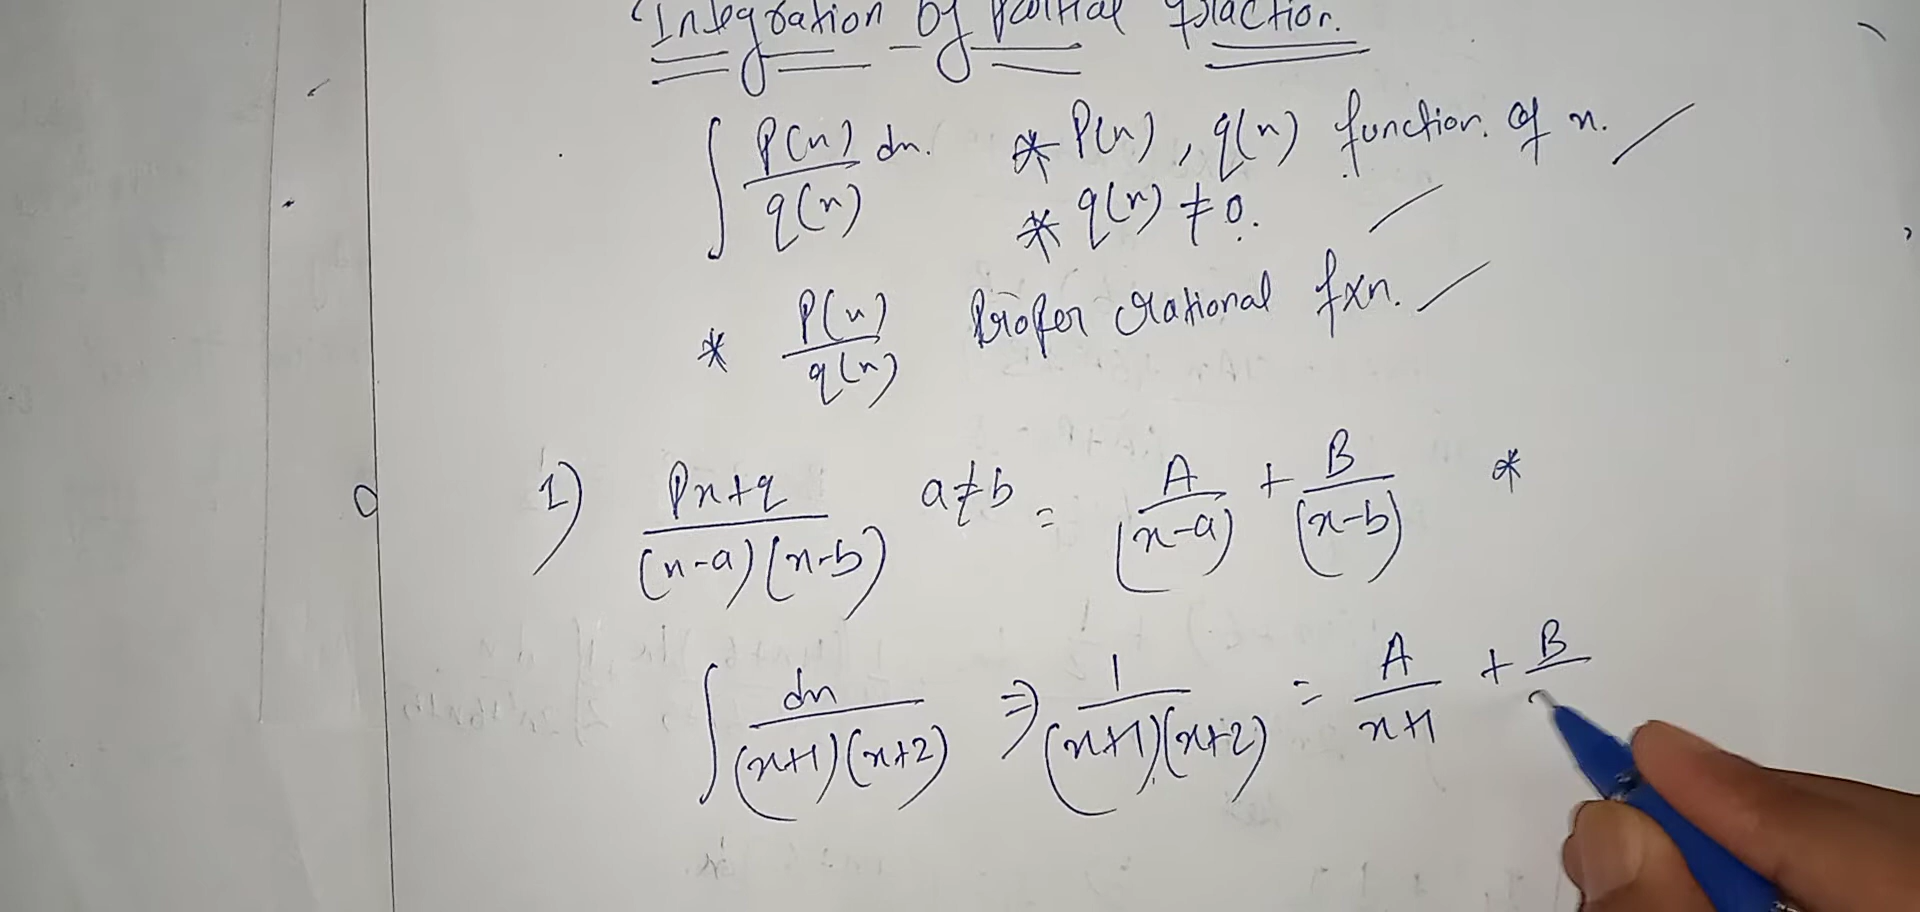 Integration by Partial fraction.
∫ P(x)/q(x) dx. * P(x), q(x) function of x.
* q(x) ≠ 0.
* P(x)/q(x) Proper rational fxn.
1) Px+q/(x-a)(x-b) a≠b = A/(x-a) + B/(x-b) *
∫ dx/(x+1)(x+2) ⇒ 1/(x+1)(x+2) = A/x+1 + B/